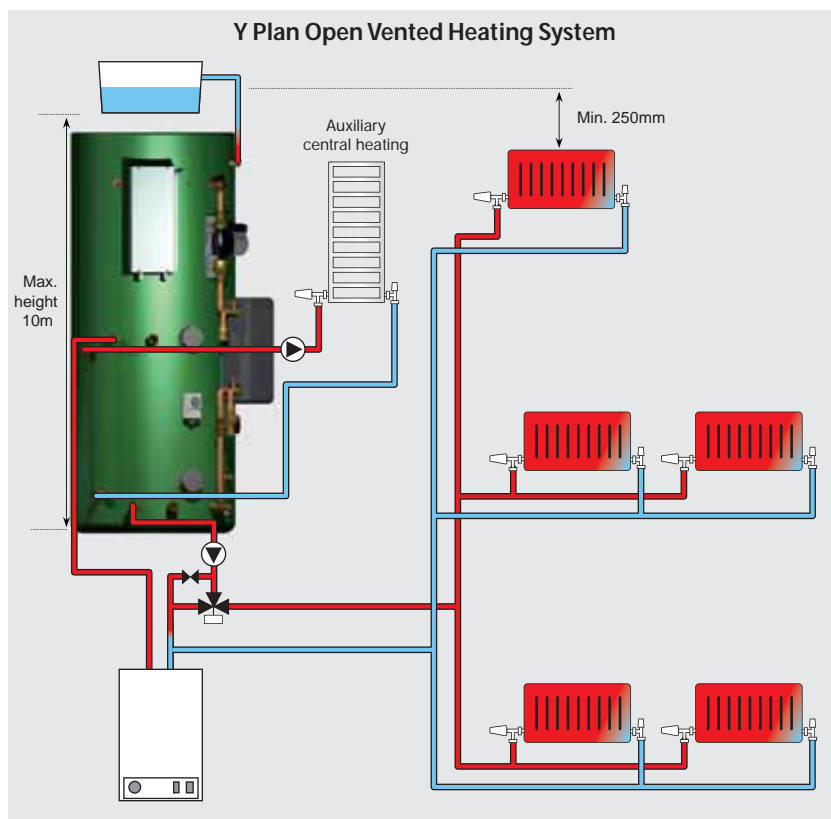 Y Plan Open Vented Heating System
Min. 250mm
Auxiliary
central heating
Max.
height
10m